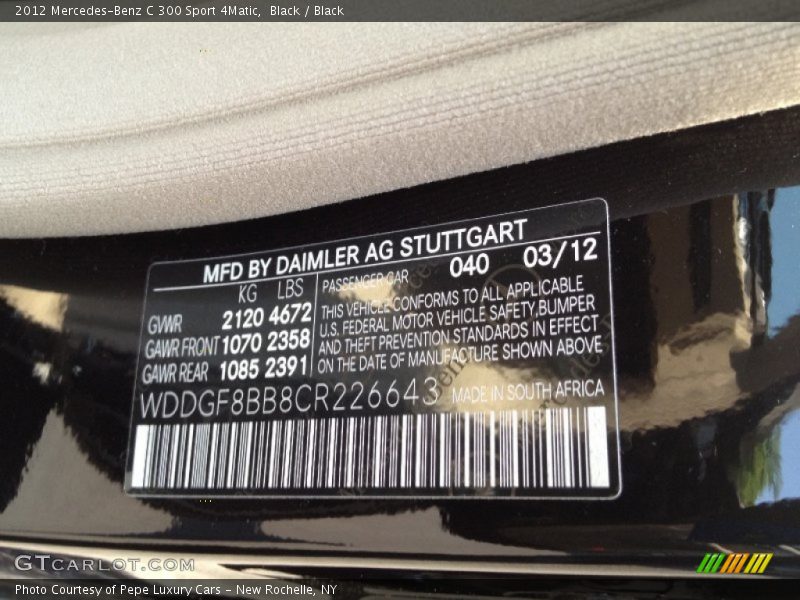 2012 Mercedes-Benz C 300 Sport 4Matic,  Black / Black
MFD BY DAIMLER AG STUTTGART
KG LBS
GVWR 2120 4672
GAWR FRONT 1070 2358
GAWR REAR 1085 2391
PASSENGER CAR 040 03/12
THIS VEHICLE CONFORMS TO ALL APPLICABLE
U.S. FEDERAL MOTOR VEHICLE SAFETY, BUMPER
AND THEFT PREVENTION STANDARDS IN EFFECT
ON THE DATE OF MANUFACTURE SHOWN ABOVE
WDDGF8BB8CR226643 MADE IN SOUTH AFRICA
GTCARLOT.COM
Photo Courtesy of Pepe Luxury Cars - New Rochelle, NY